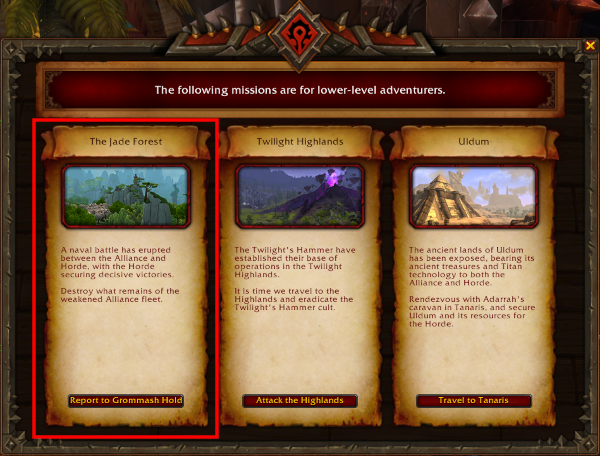 The following missions are for lower-level adventurers.
The Jade Forest
A naval battle has erupted
between the Alliance and
Horde, with the Horde
securing decisive victories.
Destroy what remains of the
weakened Alliance fleet.
Report to Grommash Hold
Twilight Highlands
The Twilight's Hammer have
established their base of
operations in the Twilight
Highlands.
It is time we travel to the
Highlands and eradicate the
Twilight's Hammer cult.
Attack the Highlands
Uldum
The ancient lands of Uldum
has been exposed, bearing its
ancient treasures and Titan
technology to both the
Alliance and Horde.
Rendezvous with Adarrah's
caravan in Tanaris, and secure
Uldum and its resources for
the Horde.
Travel to Tanaris